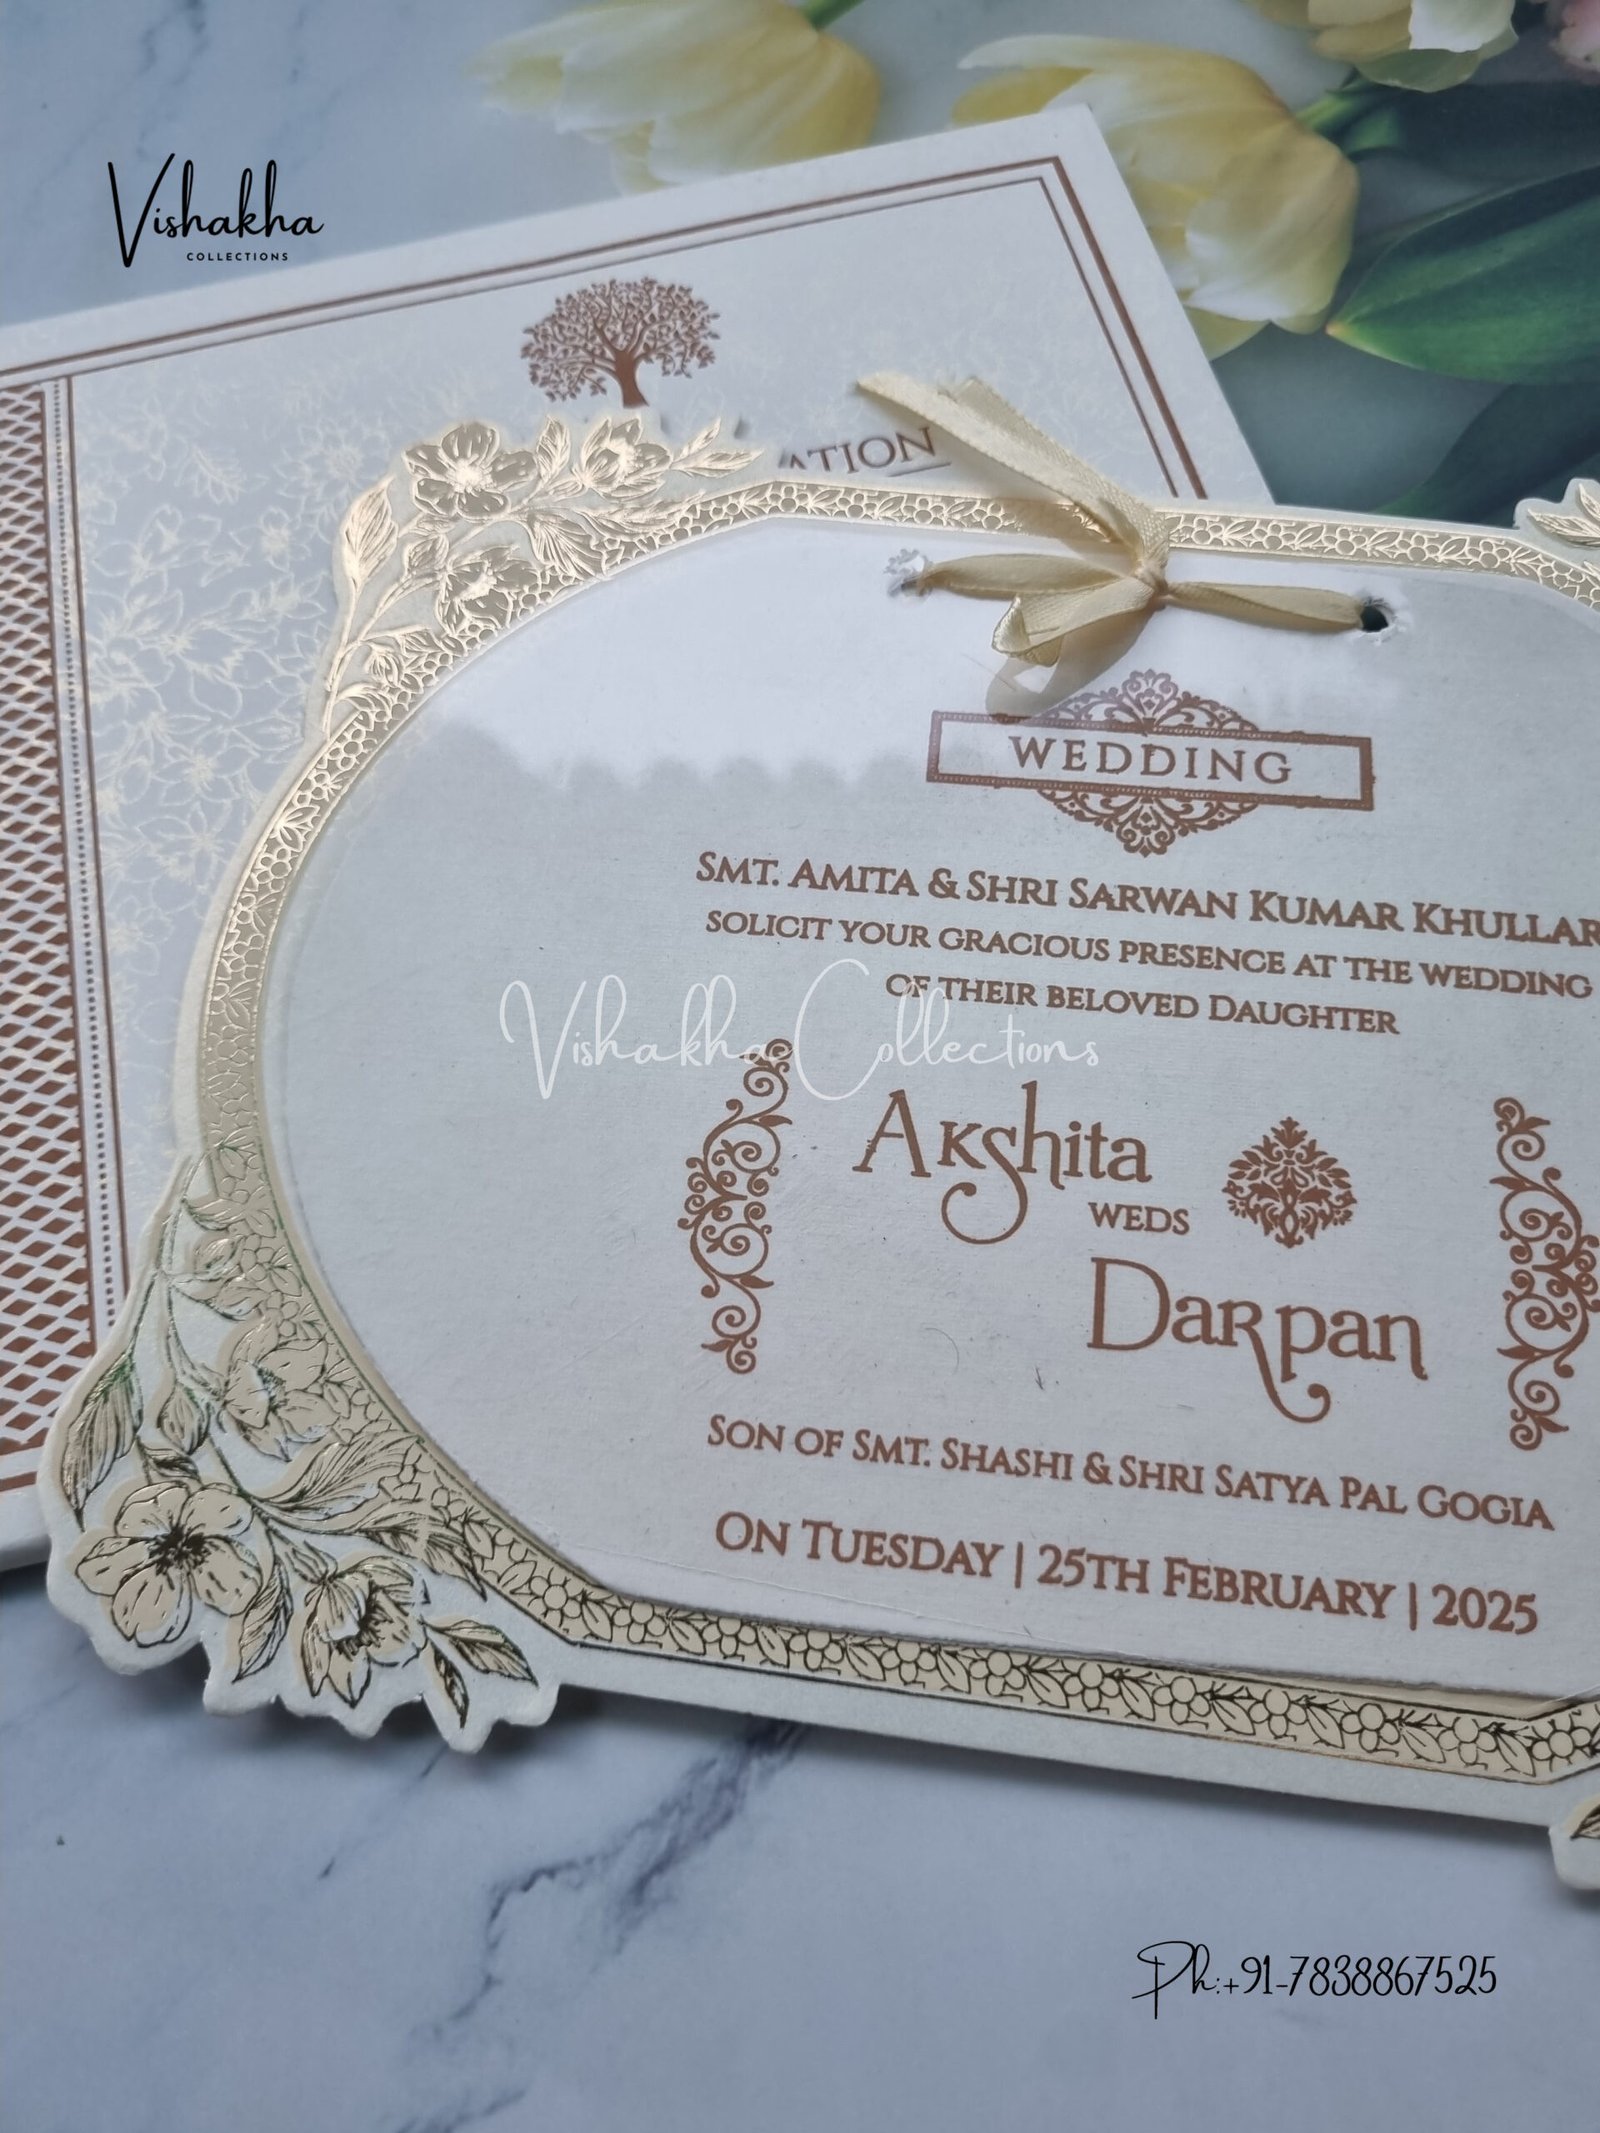 Vishakha
COLLECTIONS
ATION
WEDDING
SMT. AMITA & SHRI SARWAN KUMAR KHULLAR
SOLICIT YOUR GRACIOUS PRESENCE AT THE WEDDING
OF THEIR BELOVED DAUGHTER
Vishakha Collections
Akshita
WEDS
Darpan
SON OF SMT. SHASHI & SHRI SATYA PAL GOGIA
ON TUESDAY | 25TH FEBRUARY | 2025
Ph:+91-7838867525